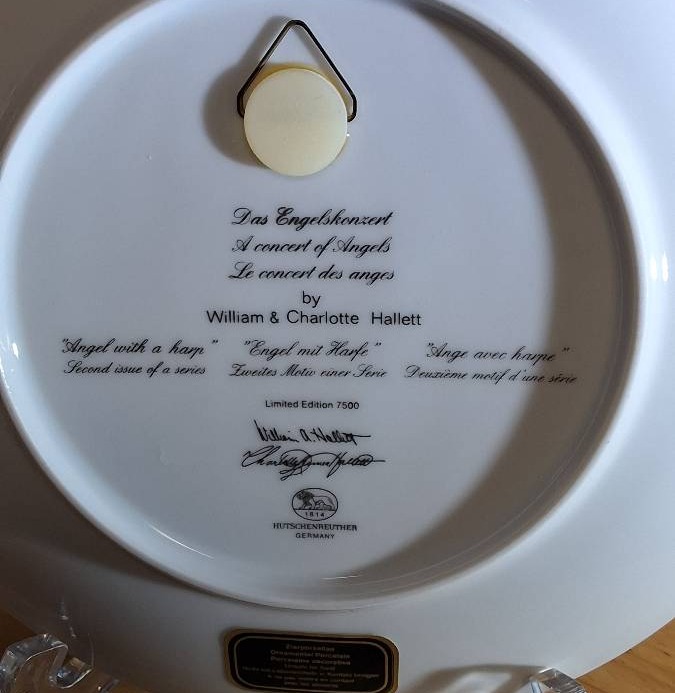 Das Engelskonzert
A concert of Angels
Le concert des anges
by
William & Charlotte Hallett
"Angel with a harp" "Engel mit Harfe" "Ange avec harpe"
Second issue of a series Zweites Motiv einer Serie Deuxième motif d'une série
Limited Edition 7500
William A. Hallett
1814
HUTSCHENREUTHER
GERMANY
Zierporzellan
Ornamental Porcelain
Porcelaine décorative